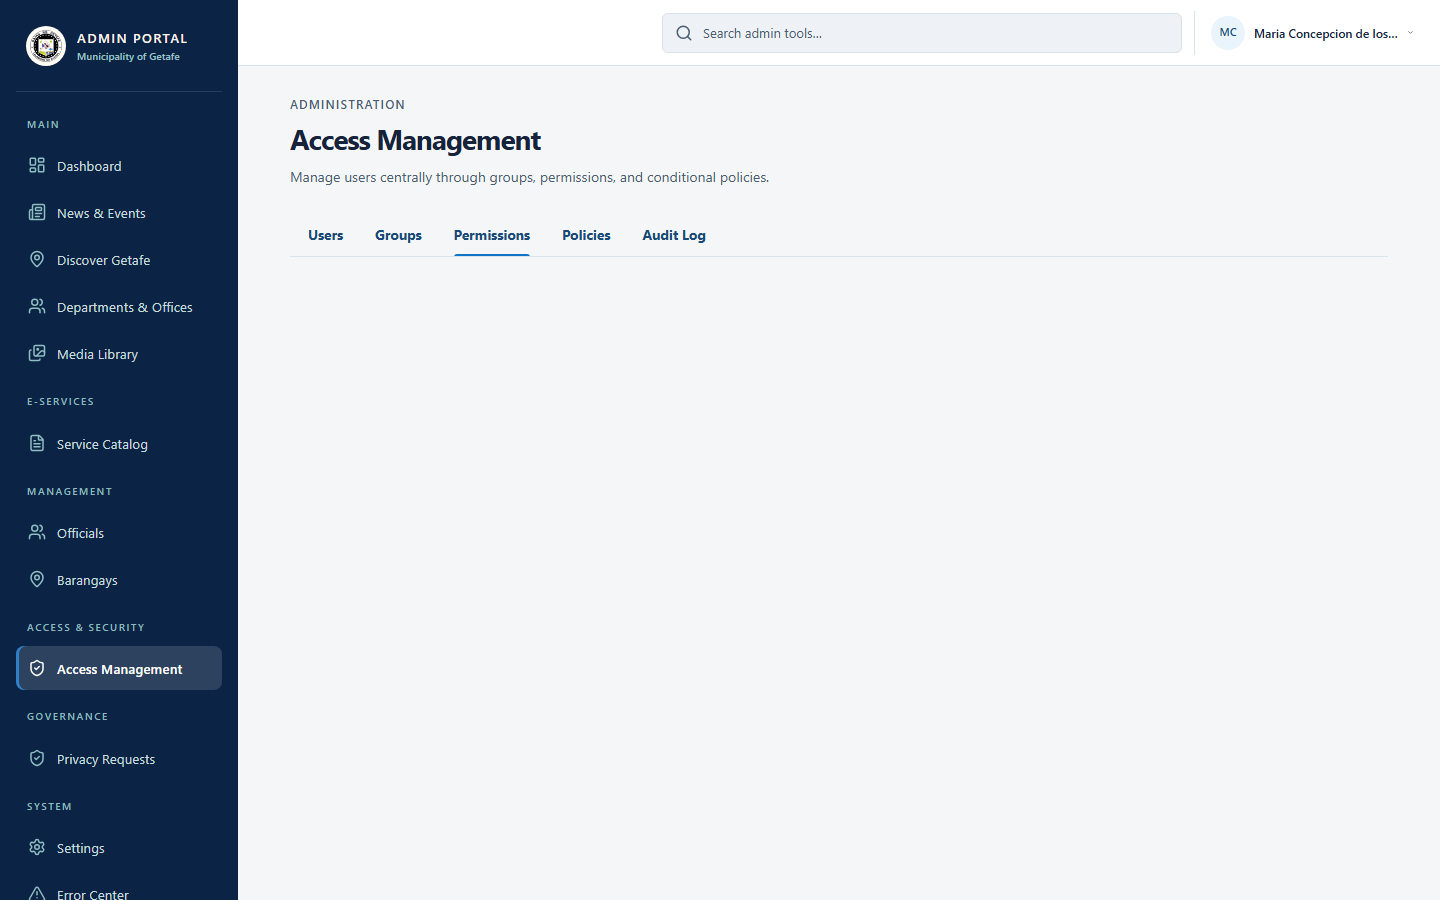 ADMIN PORTAL
Municipality of Getafe
MAIN
Dashboard
News & Events
Discover Getafe
Departments & Offices
Media Library
E-SERVICES
Service Catalog
MANAGEMENT
Officials
Barangays
ACCESS & SECURITY
Access Management
GOVERNANCE
Privacy Requests
SYSTEM
Settings
Error Center
Search admin tools...
MC
Maria Concepcion de los...
ADMINISTRATION
Access Management
Manage users centrally through groups, permissions, and conditional policies.
Users
Groups
Permissions
Policies
Audit Log